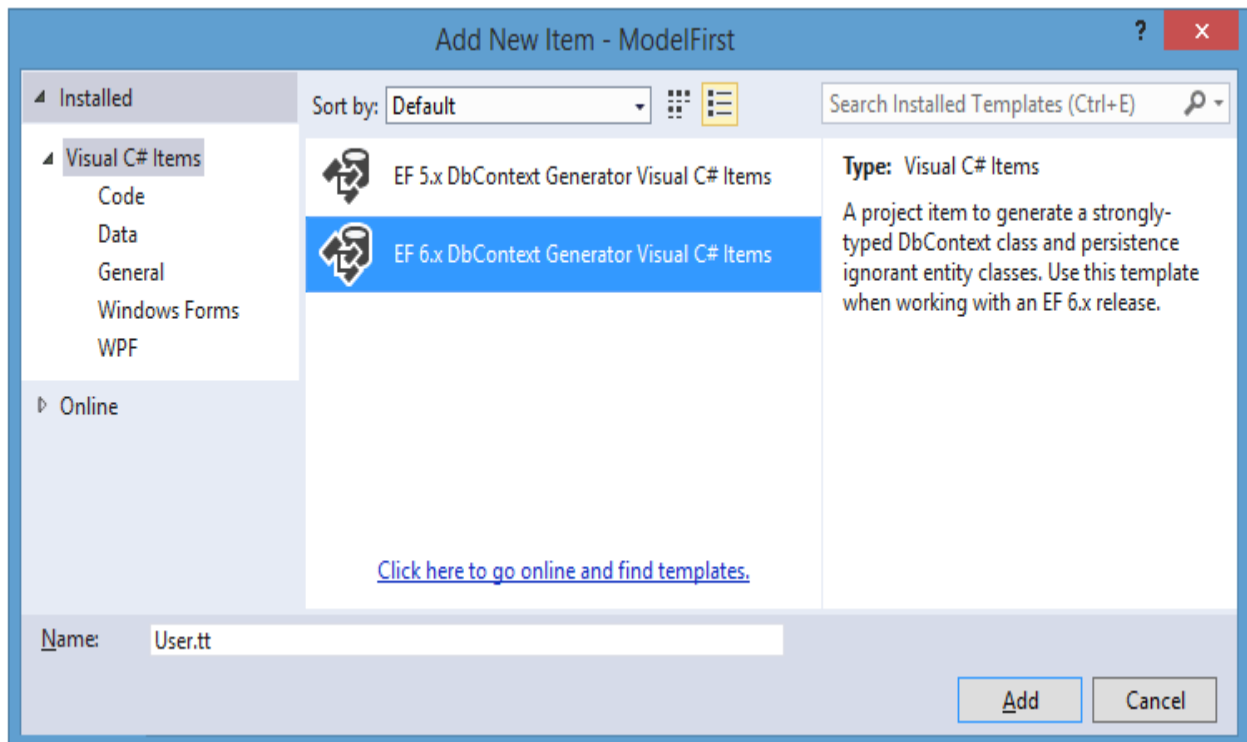 Add New Item - ModelFirst
?
x
Installed
Sort by: Default
Search Installed Templates (Ctrl+E)
Visual C# Items
Code
Data
General
Windows Forms
WPF
Online
EF 5.x DbContext Generator Visual C# Items
EF 6.x DbContext Generator Visual C# Items
Click here to go online and find templates.
Type: Visual C# Items
A project item to generate a strongly-
typed DbContext class and persistence
ignorant entity classes. Use this template
when working with an EF 6.x release.
Name: User.tt
Add
Cancel